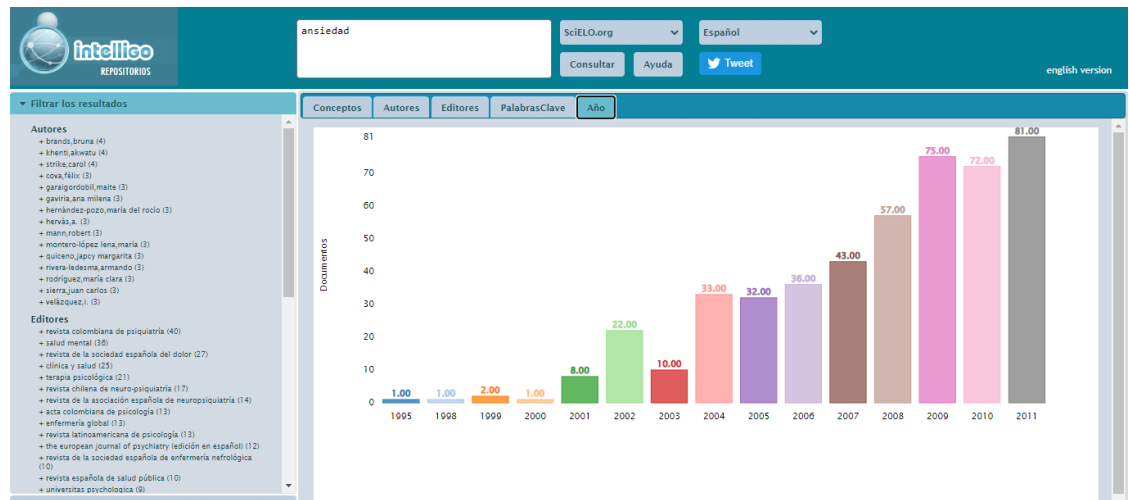 intelligo
REPOSITORIOS
ansiedad
SciELO.org
Español
Consultar
Ayuda
Tweet
english version
Filtrar los resultados
Autores
+ brands,bruna (4)
+ khenti,akwatu (4)
+ strike,carol (4)
+ cova,félix (3)
+ garaigordobil,maite (3)
+ gaviria,ana milena (3)
+ hernández-pozo,maría del rocío (3)
+ hervás,a. (3)
+ mann,robert (3)
+ montero-lópez lena,maría (3)
+ quiceno,japcy margarita (3)
+ rivera-ledesma,armando (3)
+ rodríguez,maría clara (3)
+ sierra,juan carlos (3)
+ velázquez,i. (3)
Editores
+ revista colombiana de psiquiatría (40)
+ salud mental (36)
+ revista de la sociedad española del dolor (27)
+ clínica y salud (25)
+ terapia psicológica (21)
+ revista chilena de neuro-psiquiatría (17)
+ revista de la asociación española de neuropsiquiatría (14)
+ acta colombiana de psicología (13)
+ enfermería global (13)
+ revista latinoamericana de psicología (13)
+ the european journal of psychiatry (edición en español) (12)
+ revista de la sociedad española de enfermería nefrológica
(10)
+ revista española de salud pública (10)
+ universitas psychologica (9)
Conceptos Autores Editores PalabrasClave Año
Documentos
81
70
60
50
40
30
20
10
0
1.00 1.00 2.00 1.00 8.00 22.00 10.00 33.00 32.00 36.00 43.00 57.00 75.00 72.00 81.00
1995 1998 1999 2000 2001 2002 2003 2004 2005 2006 2007 2008 2009 2010 2011